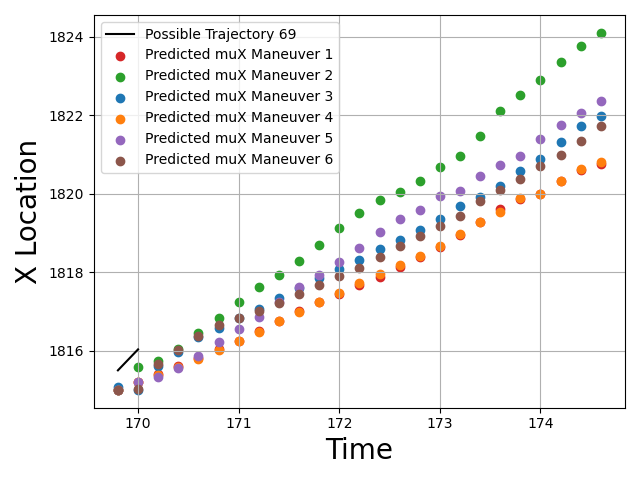 1824
1822
1820
1818
1816
X Location
Possible Trajectory 69
Predicted muX Maneuver 1
Predicted muX Maneuver 2
Predicted muX Maneuver 3
Predicted muX Maneuver 4
Predicted muX Maneuver 5
Predicted muX Maneuver 6
170
171
172
173
174
Time